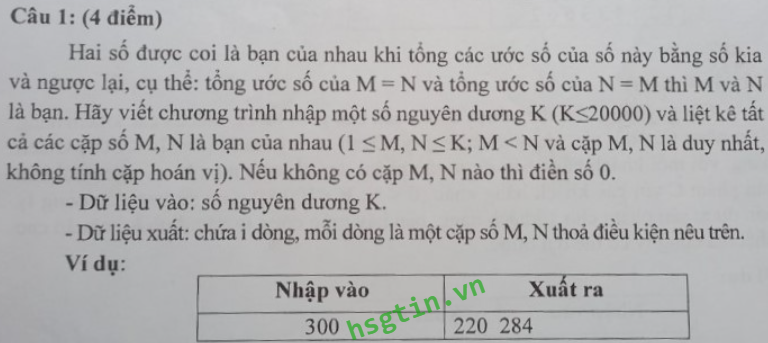 Câu 1: (4 điểm)
Hai số được coi là bạn của nhau khi tổng các ước số của số này bằng số kia
và ngược lại, cụ thể: tổng ước số của M = N và tổng ước số của N = M thì M và N
là bạn. Hãy viết chương trình nhập một số nguyên dương K (K≤20000) và liệt kê tất
cả các cặp số M, N là bạn của nhau (1 ≤ M, N ≤ K; M < N và cặp M, N là duy nhất,
không tính cặp hoán vị). Nếu không có cặp M, N nào thì điền số 0.
- Dữ liệu vào: số nguyên dương K.
- Dữ liệu xuất: chứa i dòng, mỗi dòng là một cặp số M, N thoả điều kiện nêu trên.
Ví dụ:
Nhập vào Xuất ra
300 220 284
hsgtin.vn